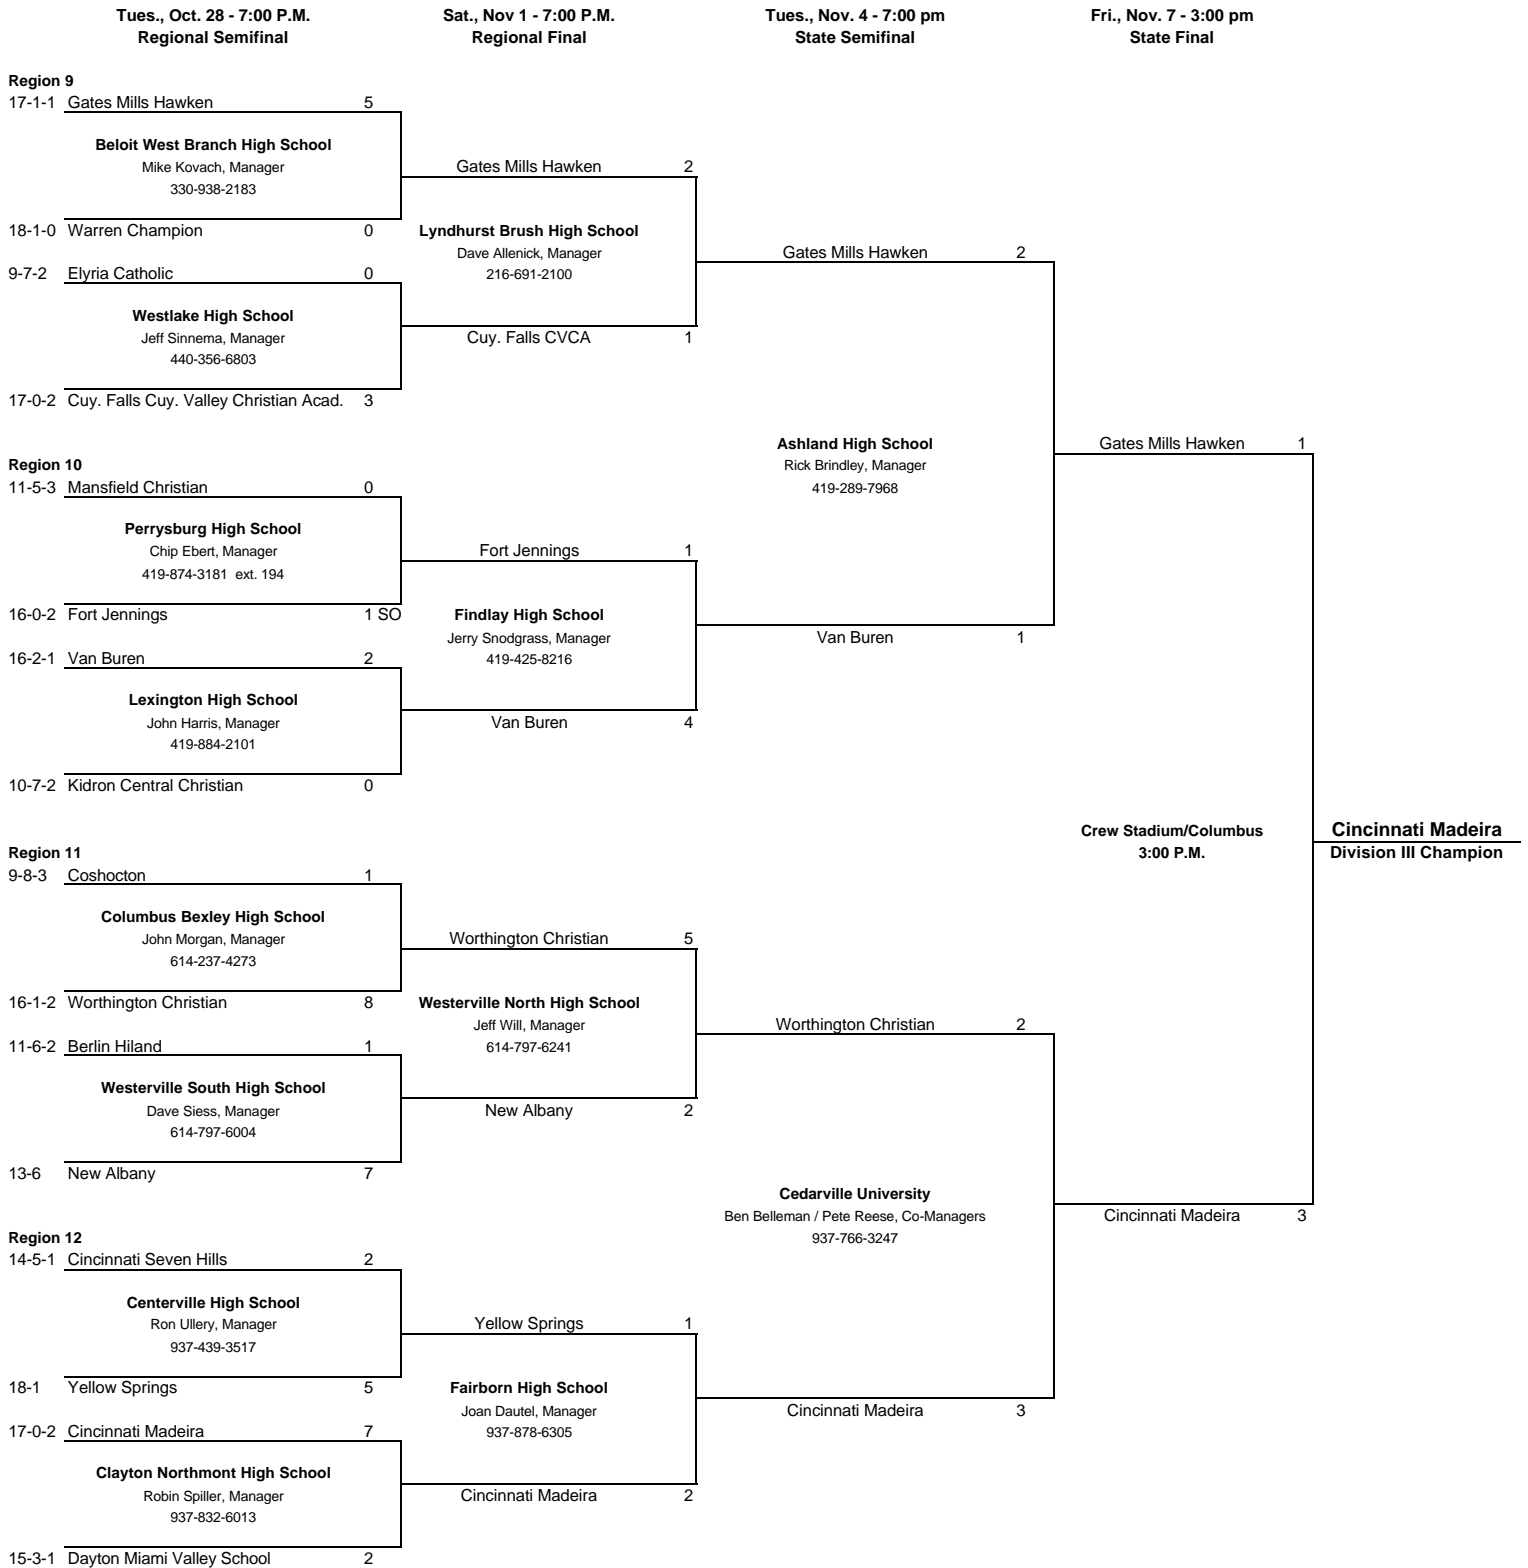 Tues., Oct. 28 - 7:00 P.M.
Regional Semifinal
Sat., Nov 1 - 7:00 P.M.
Regional Final
Tues., Nov. 4 - 7:00 pm
State Semifinal
Fri., Nov. 7 - 3:00 pm
State Final
Region 9
17-1-1 Gates Mills Hawken 5
Beloit West Branch High School
Mike Kovach, Manager
330-938-2183
18-1-0 Warren Champion 0
9-7-2 Elyria Catholic 0
Westlake High School
Jeff Sinnema, Manager
440-356-6803
17-0-2 Cuy. Falls Cuy. Valley Christian Acad. 3
Region 10
11-5-3 Mansfield Christian 0
Perrysburg High School
Chip Ebert, Manager
419-874-3181 ext. 194
16-0-2 Fort Jennings 1 SO
16-2-1 Van Buren 2
Lexington High School
John Harris, Manager
419-884-2101
10-7-2 Kidron Central Christian 0
Region 11
9-8-3 Coshocton 1
Columbus Bexley High School
John Morgan, Manager
614-237-4273
16-1-2 Worthington Christian 8
11-6-2 Berlin Hiland 1
Westerville South High School
Dave Siess, Manager
614-797-6004
13-6 New Albany 7
Region 12
14-5-1 Cincinnati Seven Hills 2
Centerville High School
Ron Ullery, Manager
937-439-3517
18-1 Yellow Springs 5
17-0-2 Cincinnati Madeira 7
Clayton Northmont High School
Robin Spiller, Manager
937-832-6013
15-3-1 Dayton Miami Valley School 2
Gates Mills Hawken 2
Lyndhurst Brush High School
Dave Allenick, Manager
216-691-2100
Cuy. Falls CVCA 1
Fort Jennings 1
Findlay High School
Jerry Snodgrass, Manager
419-425-8216
Van Buren 4
Worthington Christian 5
Westerville North High School
Jeff Will, Manager
614-797-6241
New Albany 2
Yellow Springs 1
Fairborn High School
Joan Dautel, Manager
937-878-6305
Cincinnati Madeira 2
Gates Mills Hawken 2
Ashland High School
Rick Brindley, Manager
419-289-7968
Van Buren 1
Worthington Christian 2
Cedarville University
Ben Belleman / Pete Reese, Co-Managers
937-766-3247
Cincinnati Madeira 3
Gates Mills Hawken 1
Crew Stadium/Columbus
3:00 P.M.
Cincinnati Madeira 3
Cincinnati Madeira
Division III Champion